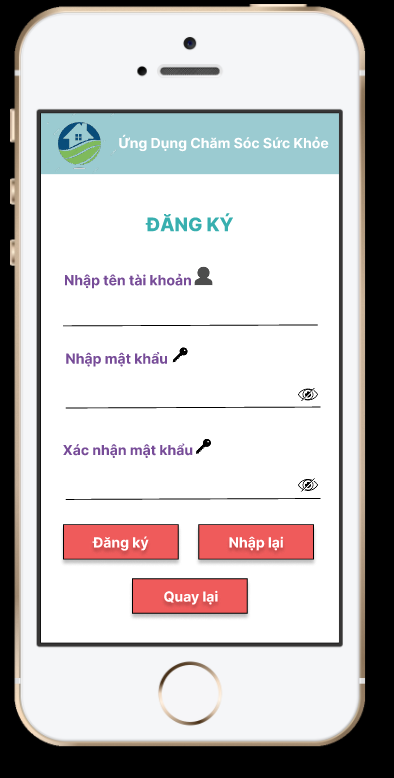 Ứng Dụng Chăm Sóc Sức Khỏe
ĐĂNG KÝ
Nhập tên tài khoản
Nhập mật khẩu
Xác nhận mật khẩu
Đăng ký
Nhập lại
Quay lại